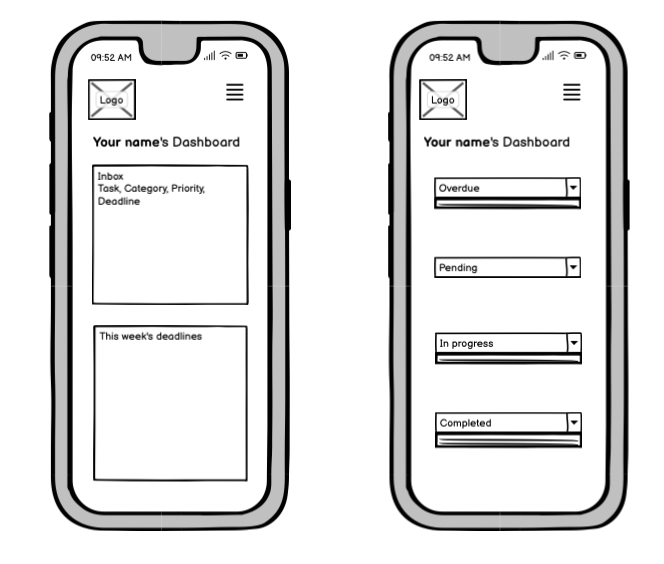 09:52 AM
Logo
Your name's Dashboard
Inbox
Task, Category, Priority,
Deadline
This week's deadlines
09:52 AM
Logo
Your name's Dashboard
Overdue
Pending
In progress
Completed